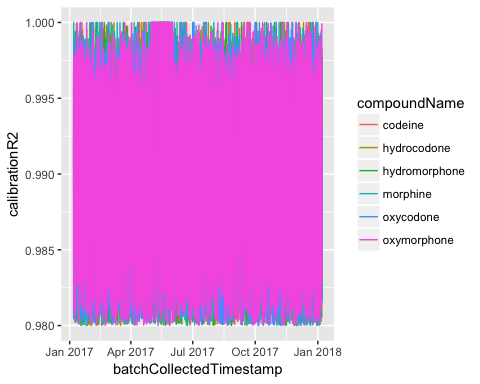 1.000
0.995
0.990
0.985
0.980
calibrationR2
Jan 2017 Apr 2017 Jul 2017 Oct 2017 Jan 2018
batchCollectedTimestamp
compoundName
codeine
hydrocodone
hydromorphone
morphine
oxycodone
oxymorphone